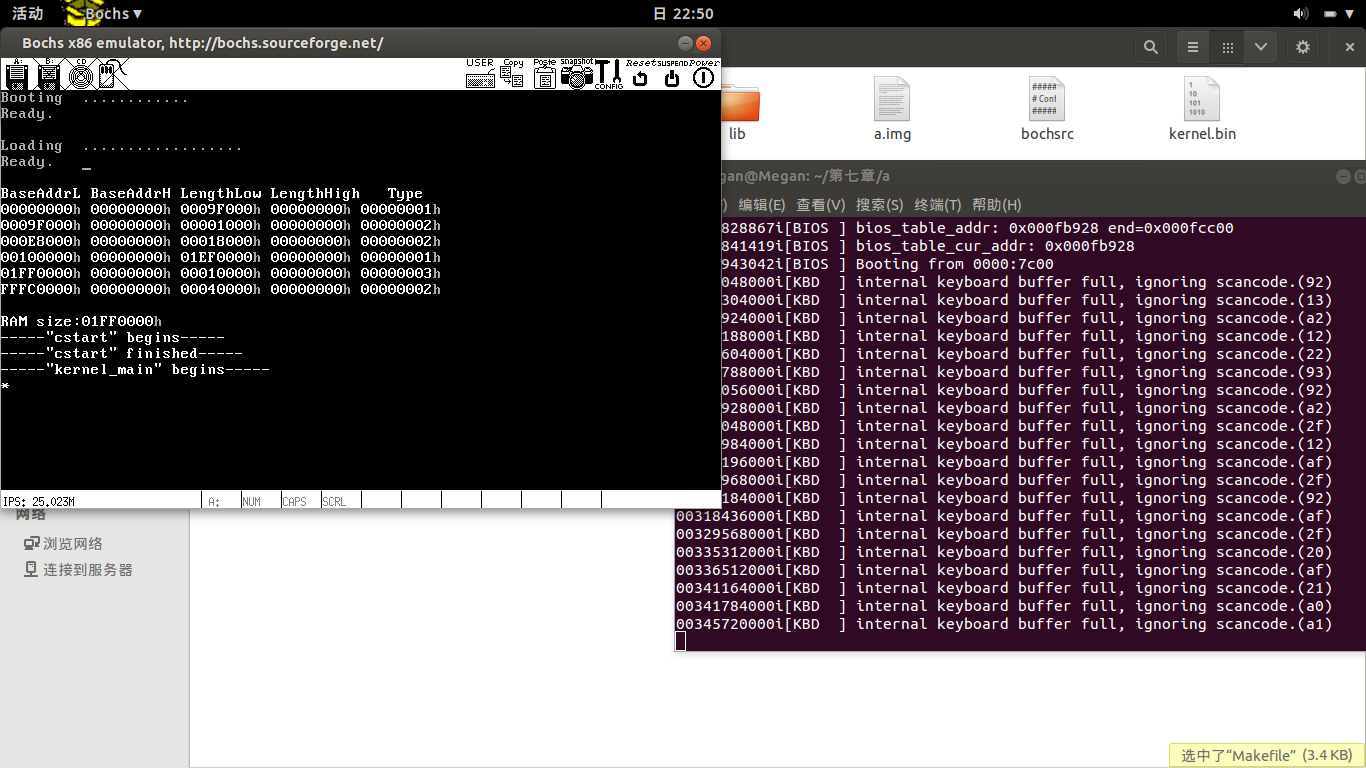 活动 Bochs ▼ 日 22:50
Bochs x86 emulator, http://bochs.sourceforge.net/
A: B: CD USER Copy Paste Snapshot CONFIG Reset SUSPEND Power
Booting ............
Ready.
Loading ..................
Ready. _
BaseAddrL BaseAddrH LengthLow LengthHigh Type
00000000h 00000000h 0009F000h 00000000h 00000001h
0009F000h 00000000h 00001000h 00000000h 00000002h
000E8000h 00000000h 00018000h 00000000h 00000002h
00100000h 00000000h 01EF0000h 00000000h 00000001h
01FF0000h 00000000h 00010000h 00000000h 00000003h
FFFC0000h 00000000h 00040000h 00000000h 00000002h
RAM size:01FF0000h
-----"cstart" begins-----
-----"cstart" finished-----
-----"kernel_main" begins-----
*
IPS: 25.023M A: NUM CAPS SCRL
网络
浏览网络
连接到服务器
lib
a.img
##### # Conf #####
bochsrc
1 10 101 1010
kernel.bin
gan@Megan: ~/第七章/a
编辑(E) 查看(V) 搜索(S) 终端(T) 帮助(H)
828867i[BIOS ] bios_table_addr: 0x000fb928 end=0x000fcc00
841419i[BIOS ] bios_table_cur_addr: 0x000fb928
943042i[BIOS ] Booting from 0000:7c00
048000i[KBD ] internal keyboard buffer full, ignoring scancode.(92)
304000i[KBD ] internal keyboard buffer full, ignoring scancode.(13)
924000i[KBD ] internal keyboard buffer full, ignoring scancode.(a2)
188000i[KBD ] internal keyboard buffer full, ignoring scancode.(12)
604000i[KBD ] internal keyboard buffer full, ignoring scancode.(22)
788000i[KBD ] internal keyboard buffer full, ignoring scancode.(93)
056000i[KBD ] internal keyboard buffer full, ignoring scancode.(92)
928000i[KBD ] internal keyboard buffer full, ignoring scancode.(a2)
048000i[KBD ] internal keyboard buffer full, ignoring scancode.(2f)
984000i[KBD ] internal keyboard buffer full, ignoring scancode.(12)
196000i[KBD ] internal keyboard buffer full, ignoring scancode.(af)
968000i[KBD ] internal keyboard buffer full, ignoring scancode.(2f)
184000i[KBD ] internal keyboard buffer full, ignoring scancode.(92)
00318436000i[KBD ] internal keyboard buffer full, ignoring scancode.(af)
00329568000i[KBD ] internal keyboard buffer full, ignoring scancode.(2f)
00335312000i[KBD ] internal keyboard buffer full, ignoring scancode.(20)
00336512000i[KBD ] internal keyboard buffer full, ignoring scancode.(af)
00341164000i[KBD ] internal keyboard buffer full, ignoring scancode.(21)
00341784000i[KBD ] internal keyboard buffer full, ignoring scancode.(a0)
00345720000i[KBD ] internal keyboard buffer full, ignoring scancode.(a1)
选中了“Makefile” (3.4 KB)